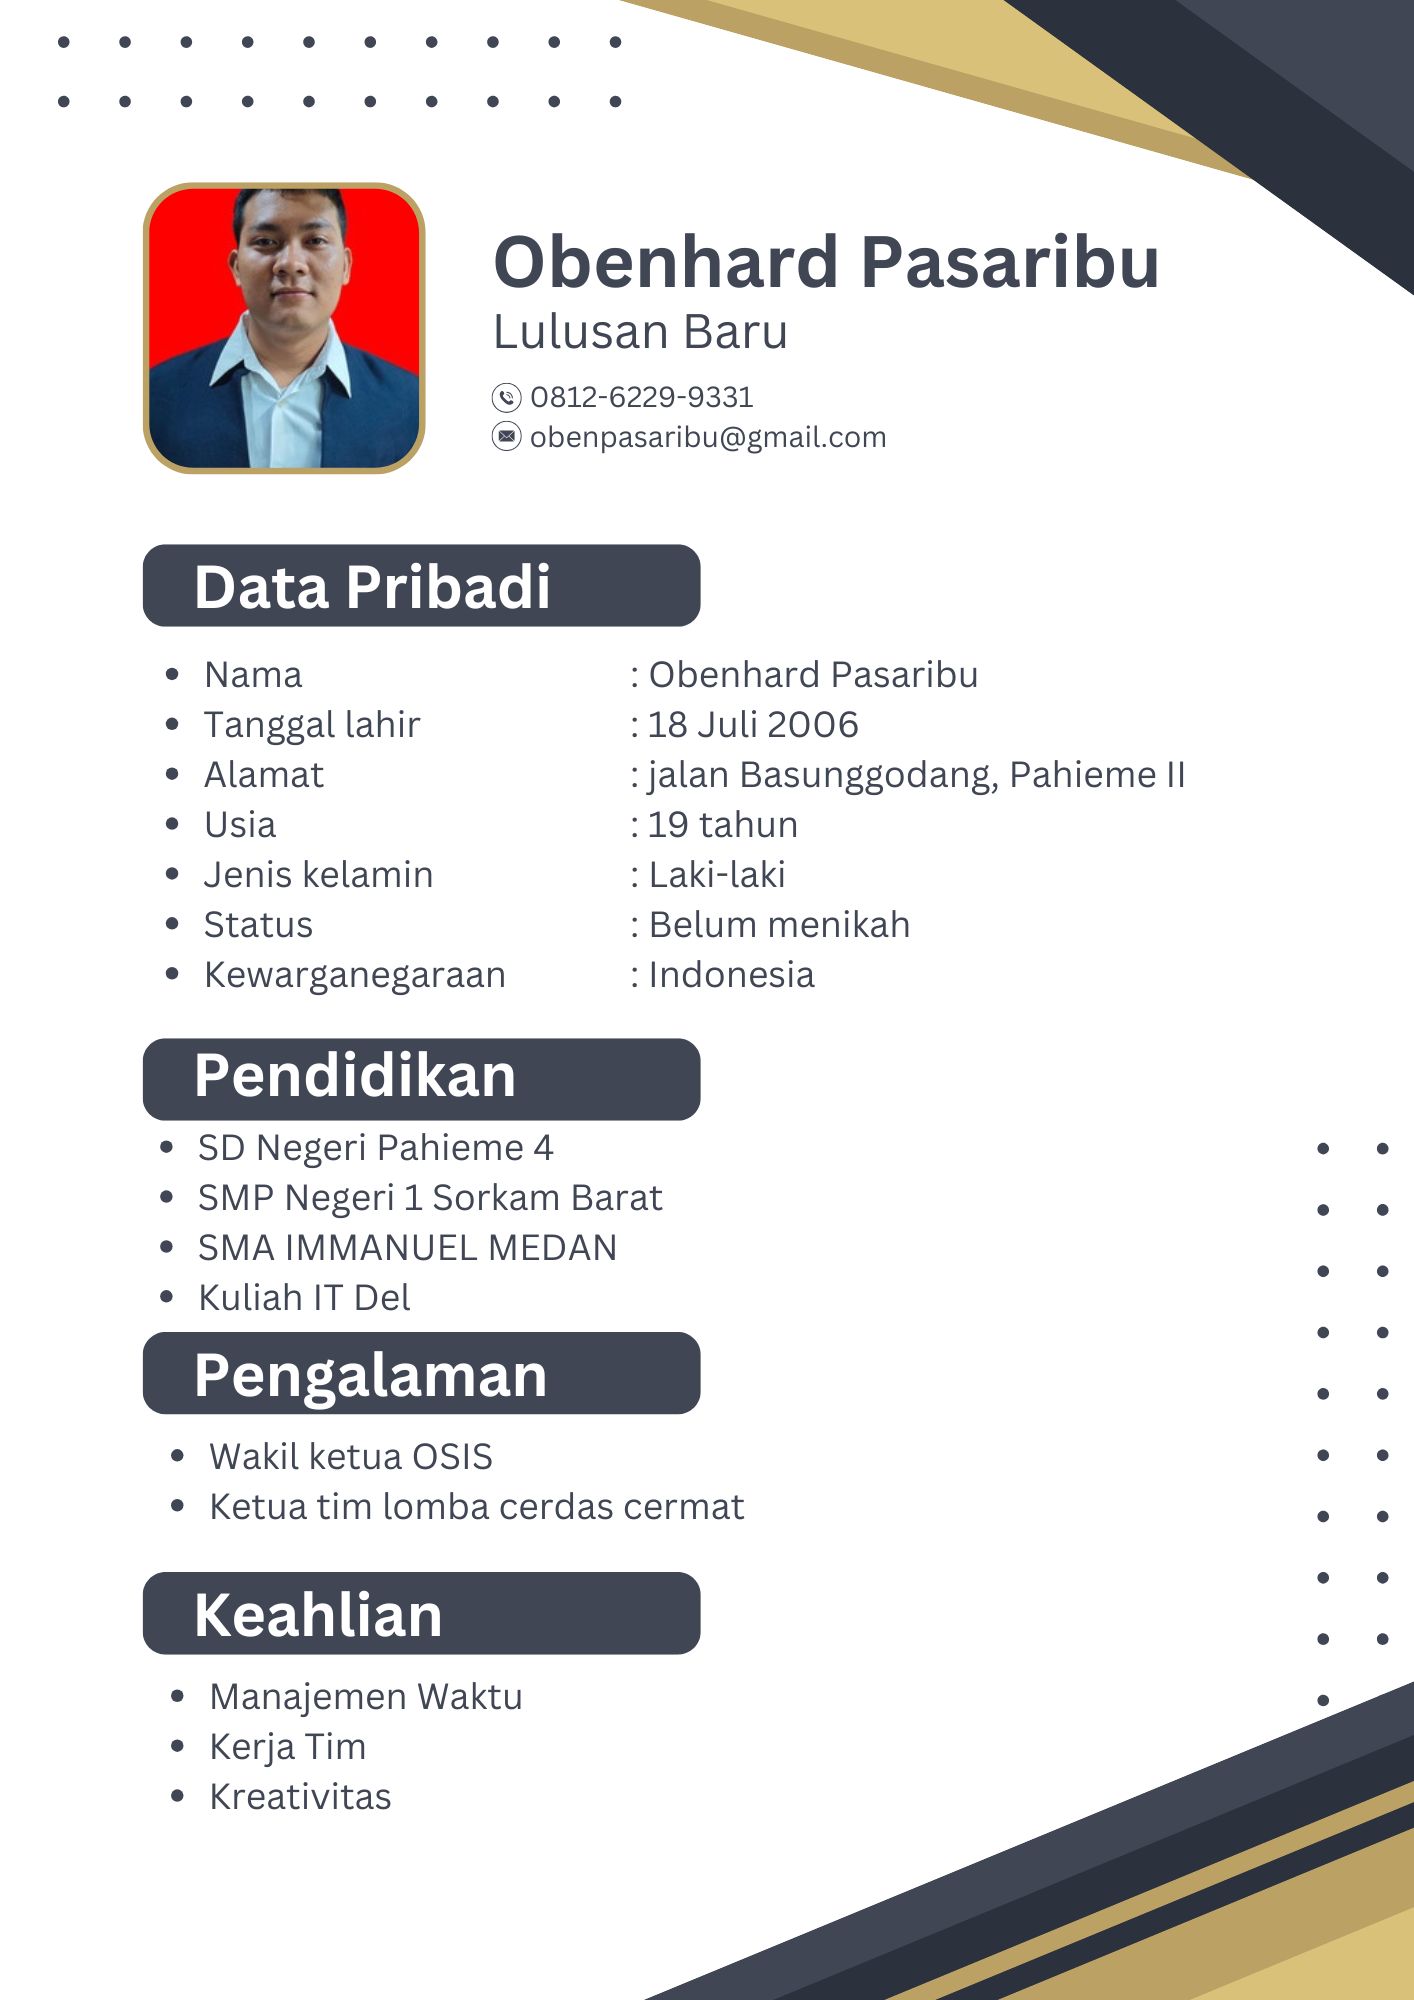 Obenhard Pasaribu
Lulusan Baru
0812-6229-9331
obenpasaribu@gmail.com
Data Pribadi
• Nama : Obenhard Pasaribu
• Tanggal lahir : 18 Juli 2006
• Alamat : jalan Basunggodang, Pahieme II
• Usia : 19 tahun
• Jenis kelamin : Laki-laki
• Status : Belum menikah
• Kewarganegaraan : Indonesia
Pendidikan
• SD Negeri Pahieme 4
• SMP Negeri 1 Sorkam Barat
• SMA IMMANUEL MEDAN
• Kuliah IT Del
Pengalaman
• Wakil ketua OSIS
• Ketua tim lomba cerdas cermat
Keahlian
• Manajemen Waktu
• Kerja Tim
• Kreativitas